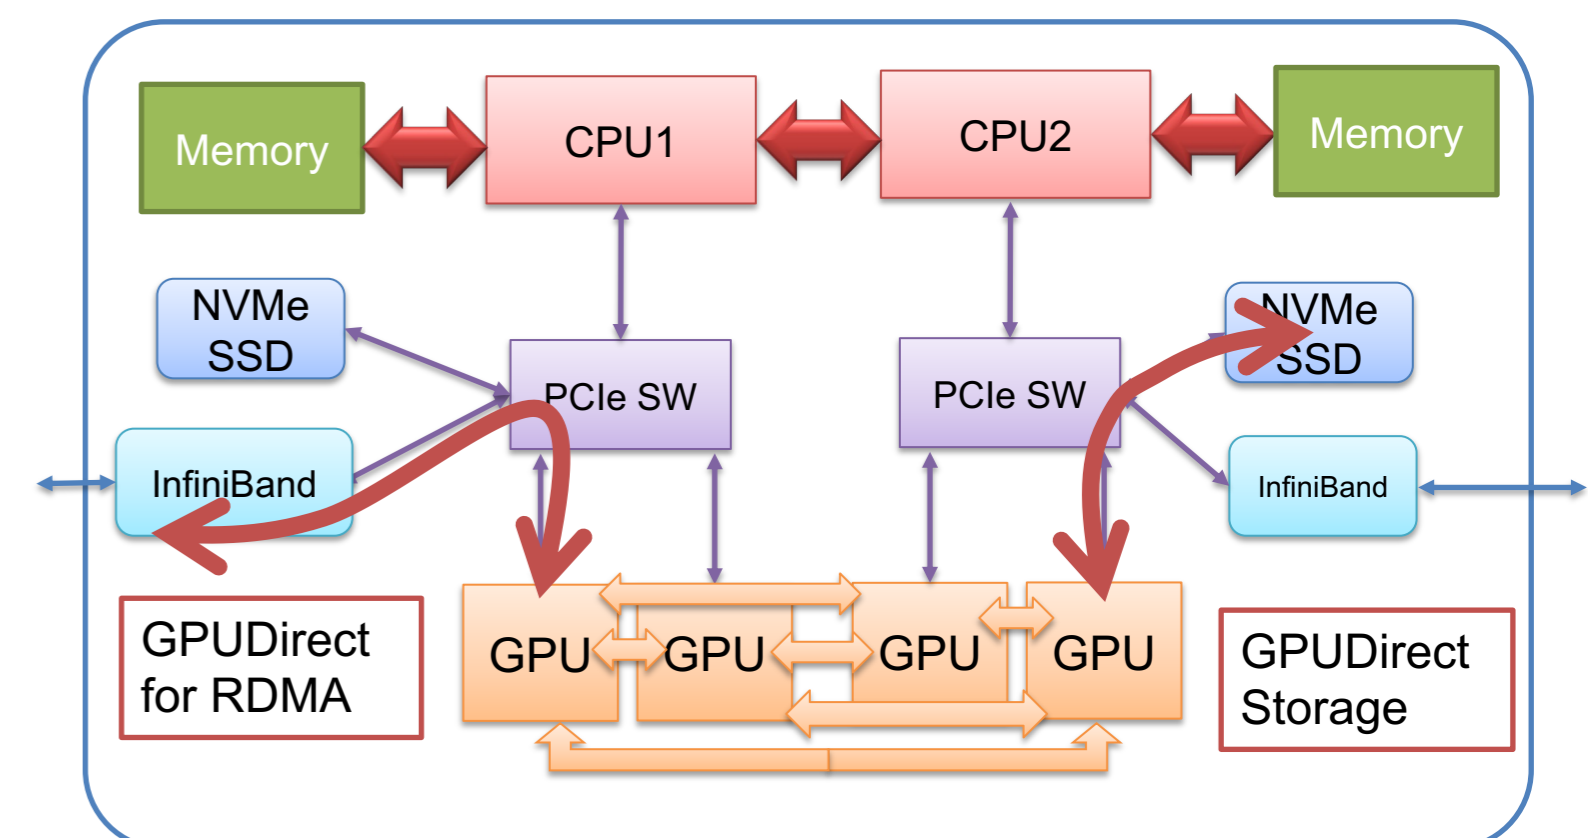 Memory
CPU1
CPU2
Memory
NVMe
SSD
PCIe SW
PCIe SW
NVMe
SSD
InfiniBand
InfiniBand
GPUDirect
for RDMA
GPU
GPU
GPU
GPU
GPUDirect
Storage